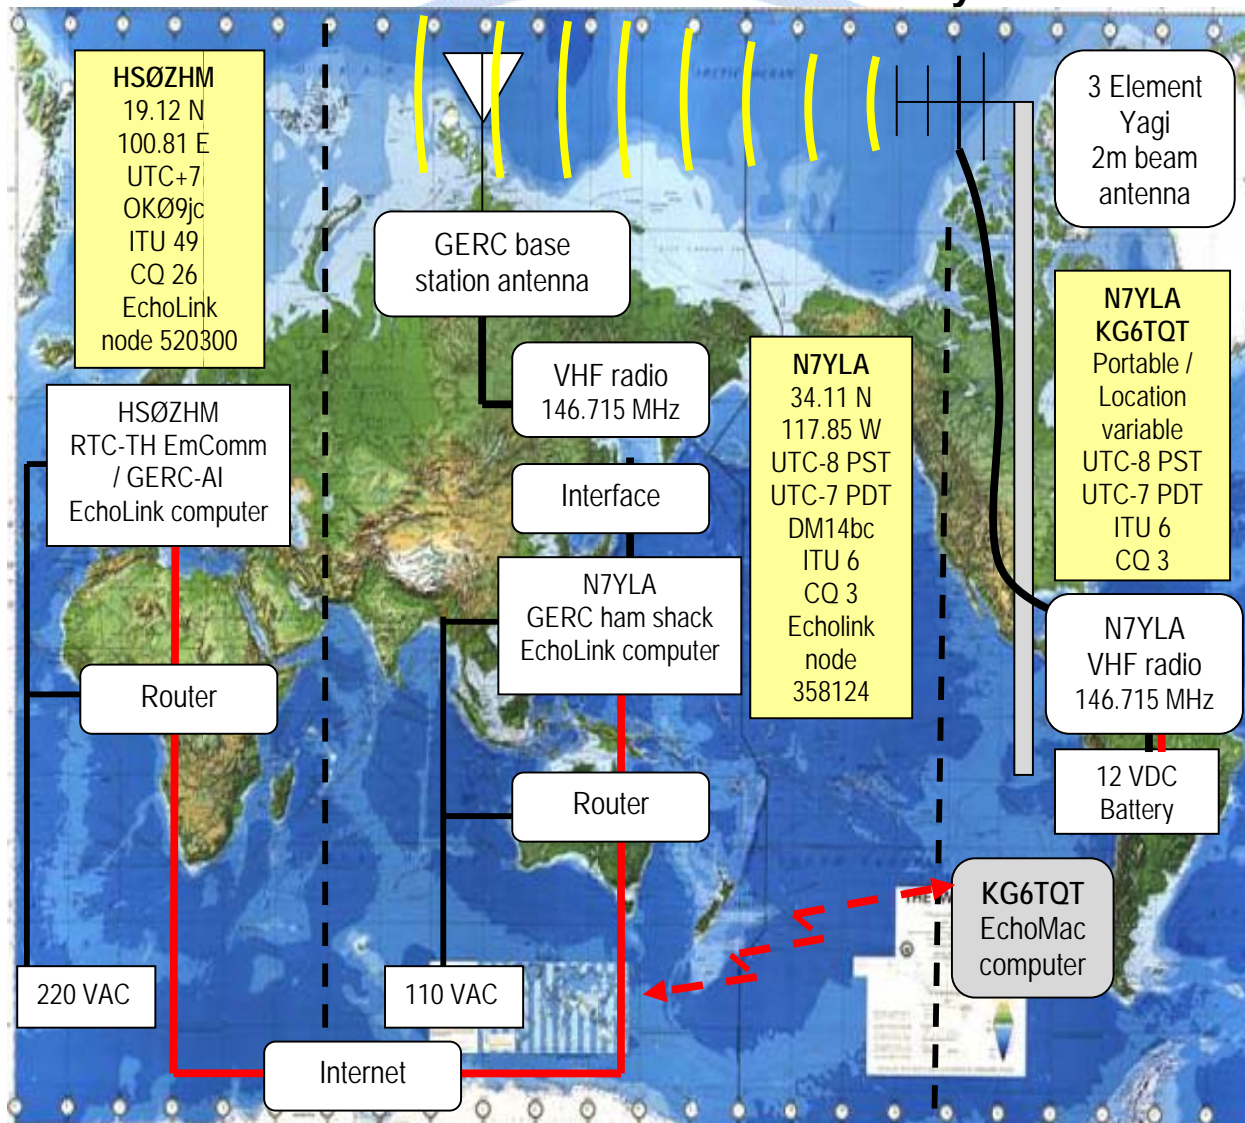 HSØZHM
19.12 N
100.81 E
UTC+7
OKØ9jc
ITU 49
CQ 26
EchoLink
node 520300
HSØZHM
RTC-TH EmComm
/ GERC-AI
EchoLink computer
Router
220 VAC
GERC base
station antenna
VHF radio
146.715 MHz
Interface
N7YLA
GERC ham shack
EchoLink computer
Router
110 VAC
Internet
N7YLA
34.11 N
117.85 W
UTC-8 PST
UTC-7 PDT
DM14bc
ITU 6
CQ 3
Echolink
node
358124
ARCTIC OCEAN
3 Element
Yagi
2m beam
antenna
N7YLA
KG6TQT
Portable /
Location
variable
UTC-8 PST
UTC-7 PDT
ITU 6
CQ 3
N7YLA
VHF radio
146.715 MHz
12 VDC
Battery
KG6TQT
EchoMac
computer